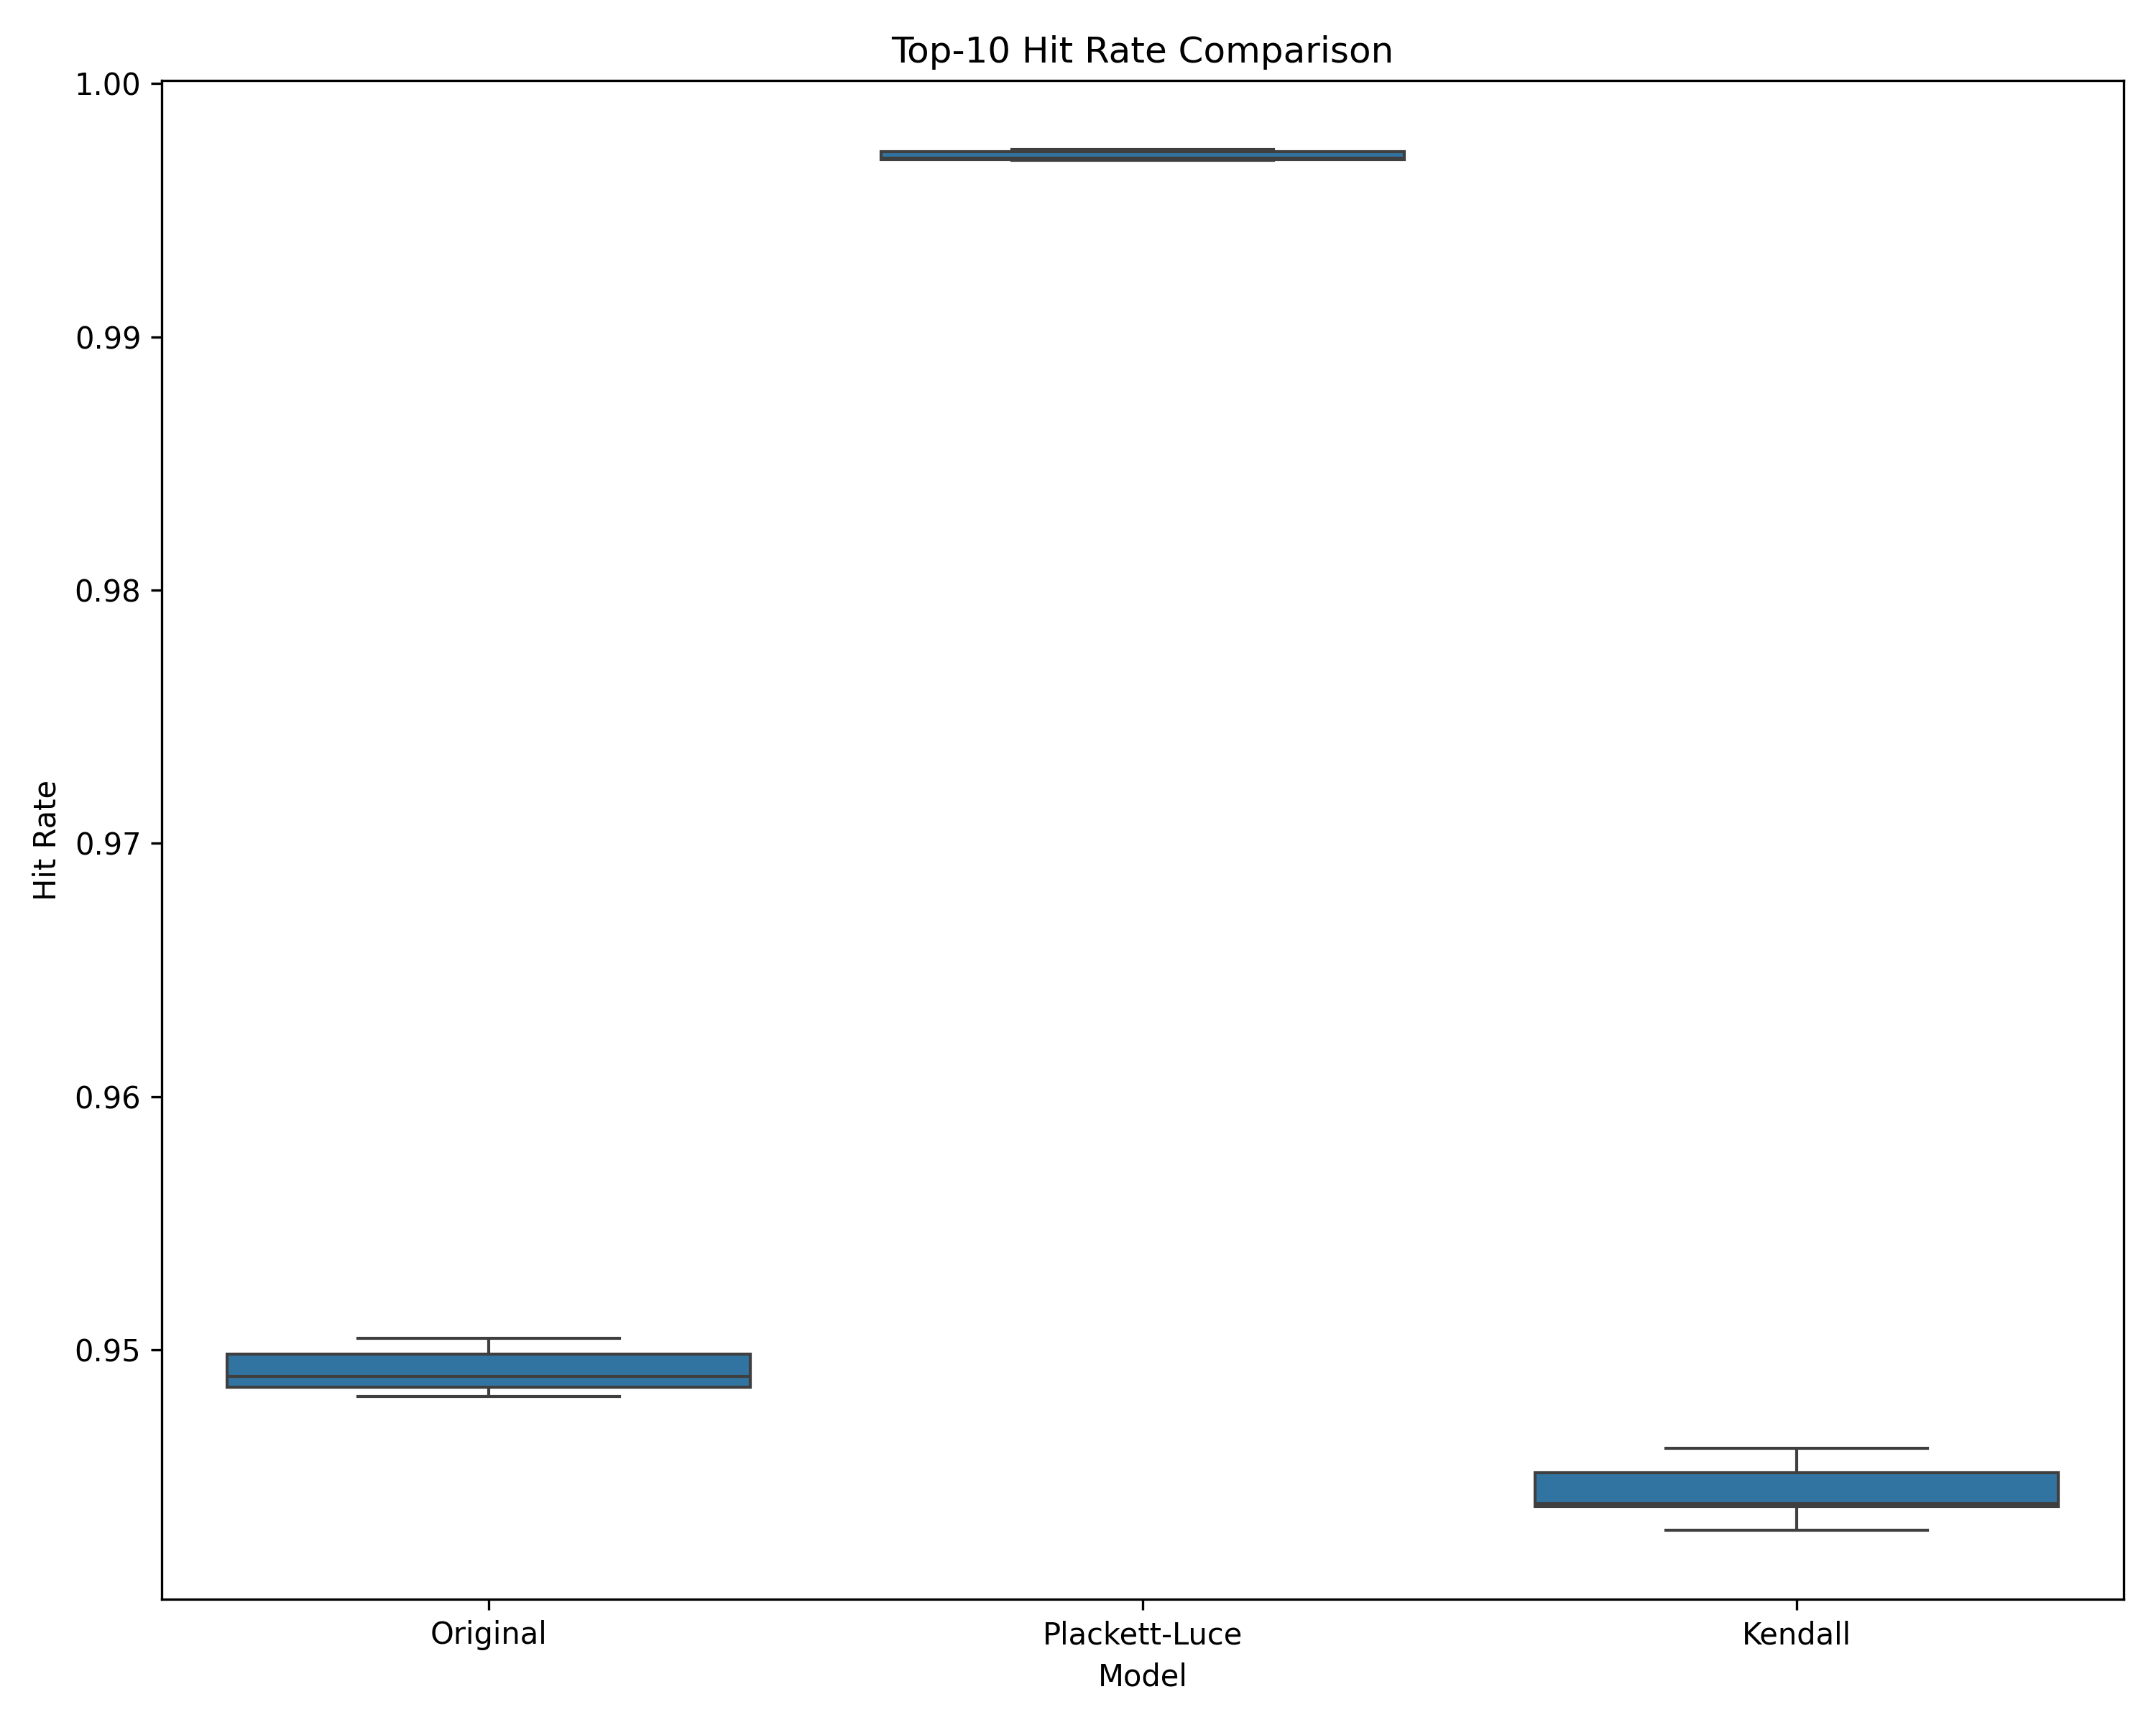 Top-10 Hit Rate Comparison
1.00
0.99
0.98
0.97
0.96
0.95
Hit Rate
Original
Plackett-Luce
Kendall
Model